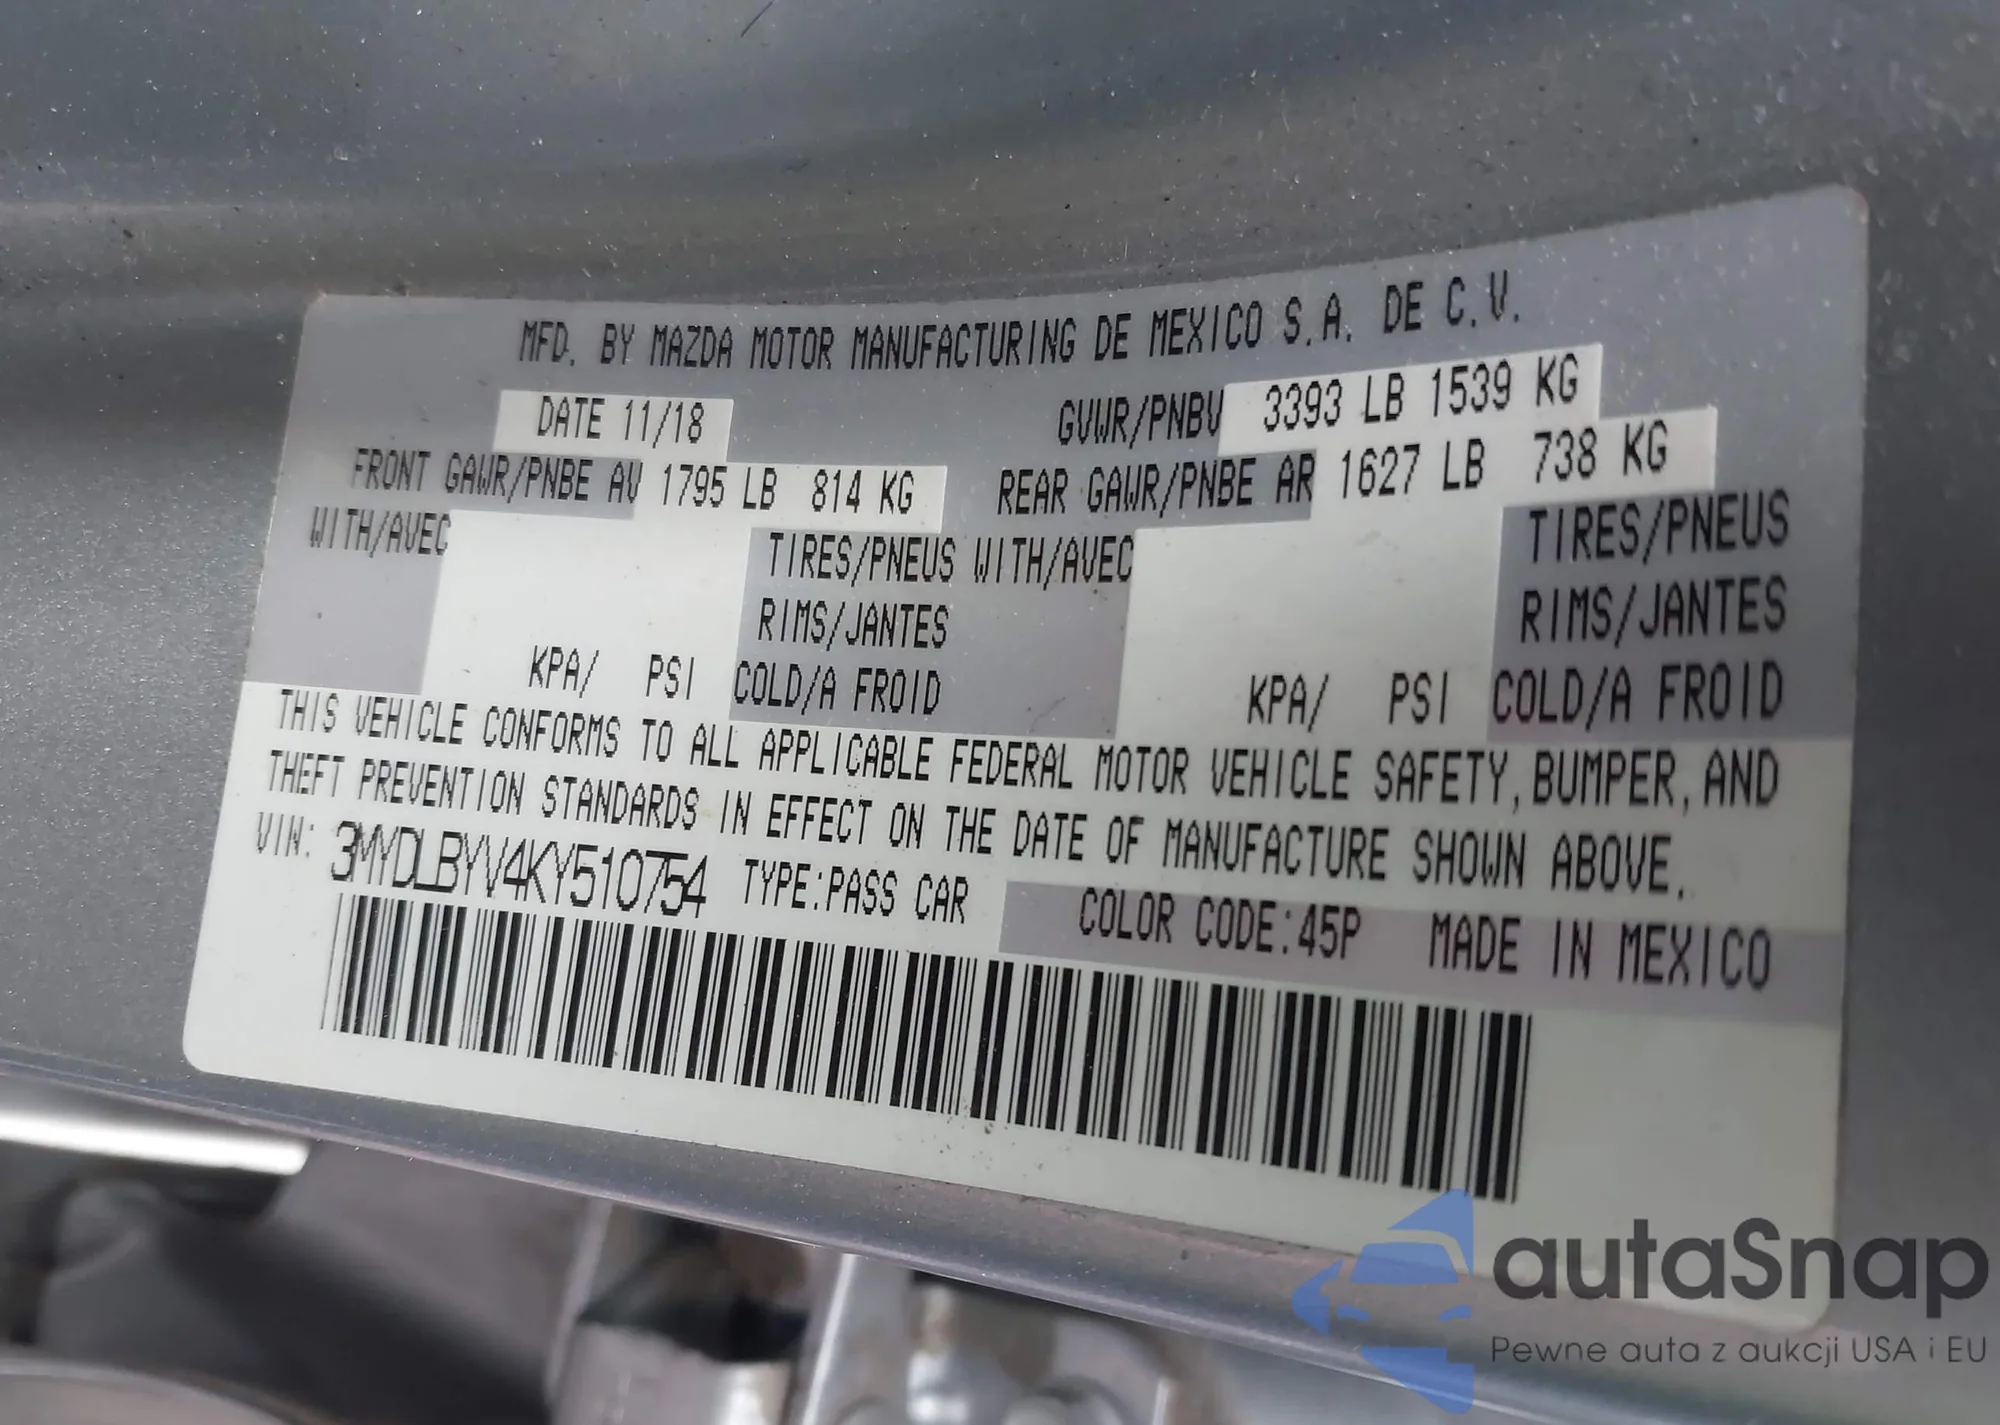 MFD. BY MAZDA MOTOR MANUFACTURING DE MEXICO S.A. DE C.V.
DATE 11/18 GVWR/PNBV 3393 LB 1539 KG
FRONT GAWR/PNBE AV 1795 LB 814 KG REAR GAWR/PNBE AR 1627 LB 738 KG
WITH/AVEC TIRES/PNEUS WITH/AVEC TIRES/PNEUS
RIMS/JANTES RIMS/JANTES
KPA/ PSI COLD/A FROID KPA/ PSI COLD/A FROID
THIS VEHICLE CONFORMS TO ALL APPLICABLE FEDERAL MOTOR VEHICLE SAFETY, BUMPER, AND
THEFT PREVENTION STANDARDS IN EFFECT ON THE DATE OF MANUFACTURE SHOWN ABOVE.
VIN: 3MYDLBYV4KY510754 TYPE:PASS CAR COLOR CODE:45P MADE IN MEXICO
autaSnap
Pewne auta z aukcji USA i EU